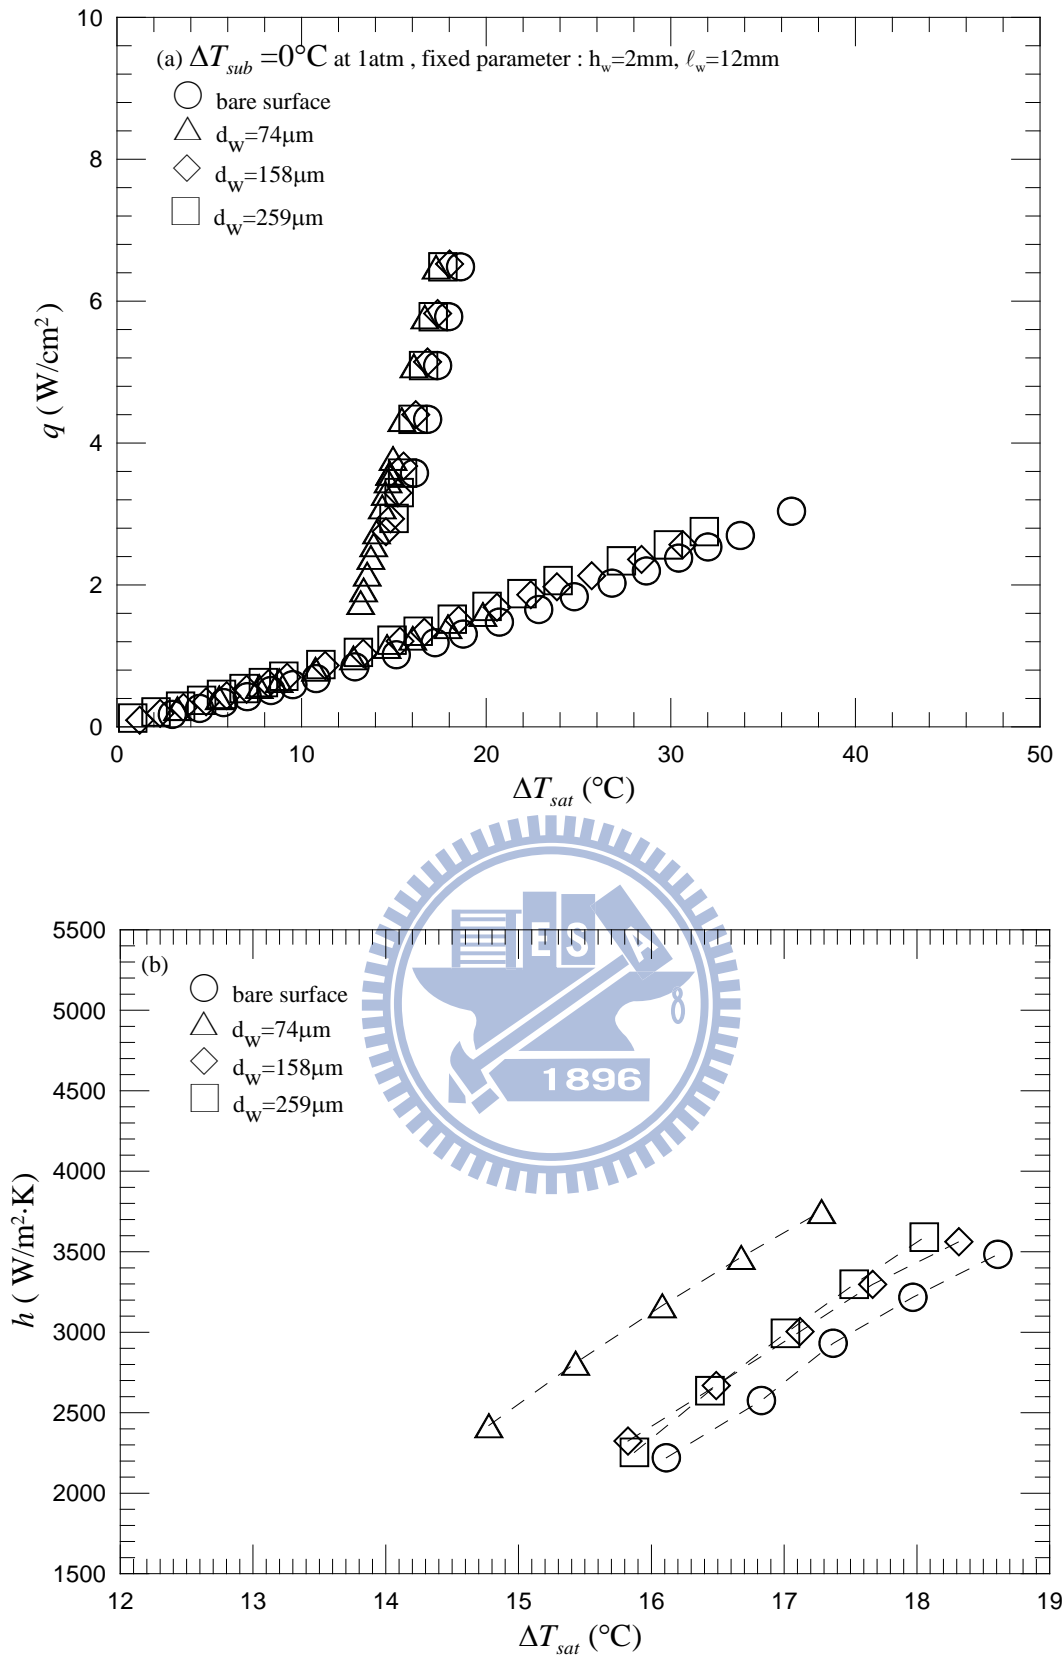 10
8
6
4
2
0
q ( W/cm²)
(a) ΔT_sub =0°C at 1atm , fixed parameter : h_w=2mm, ℓ_w=12mm
bare surface
d_w=74μm
d_w=158μm
d_w=259μm
0 10 20 30 40 50
ΔT_sat (°C)
E S A
1896
5500
5000
4500
4000
3500
3000
2500
2000
1500
h ( W/m²·K)
(b)
bare surface
d_w=74μm
d_w=158μm
d_w=259μm
12 13 14 15 16 17 18 19
ΔT_sat (°C)